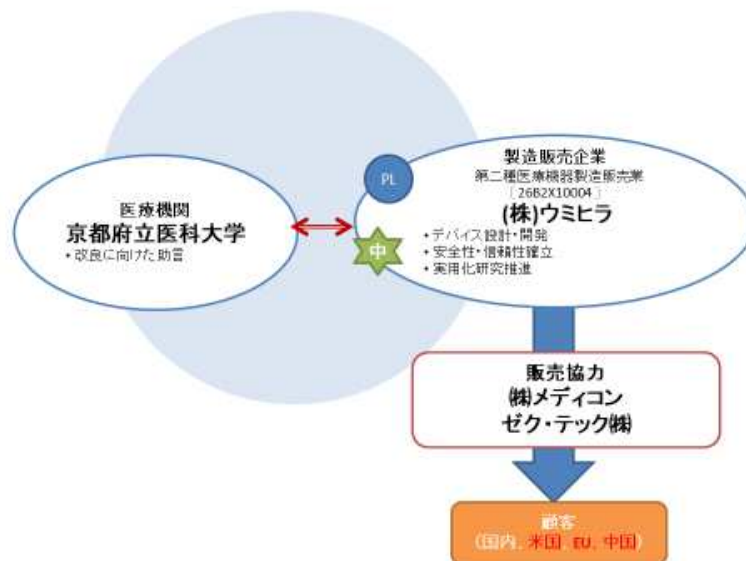 医療機関
京都府立医科大学
・改良に向けた助言
PL
中
製造販売企業
第二種医療機器製造販売業
[26B2X10004]
(株)ウミヒラ
・デバイス設計・開発
・安全性・信頼性確立
・実用化研究推進
販売協力
㈱メディコン
ゼク・テック㈱
顧客
(国内、米国、EU、中国)